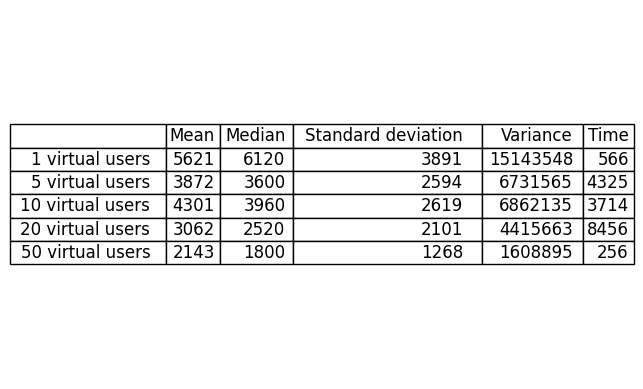 Mean Median Standard deviation Variance Time
1 virtual users 5621 6120 3891 15143548 566
5 virtual users 3872 3600 2594 6731565 4325
10 virtual users 4301 3960 2619 6862135 3714
20 virtual users 3062 2520 2101 4415663 8456
50 virtual users 2143 1800 1268 1608895 256